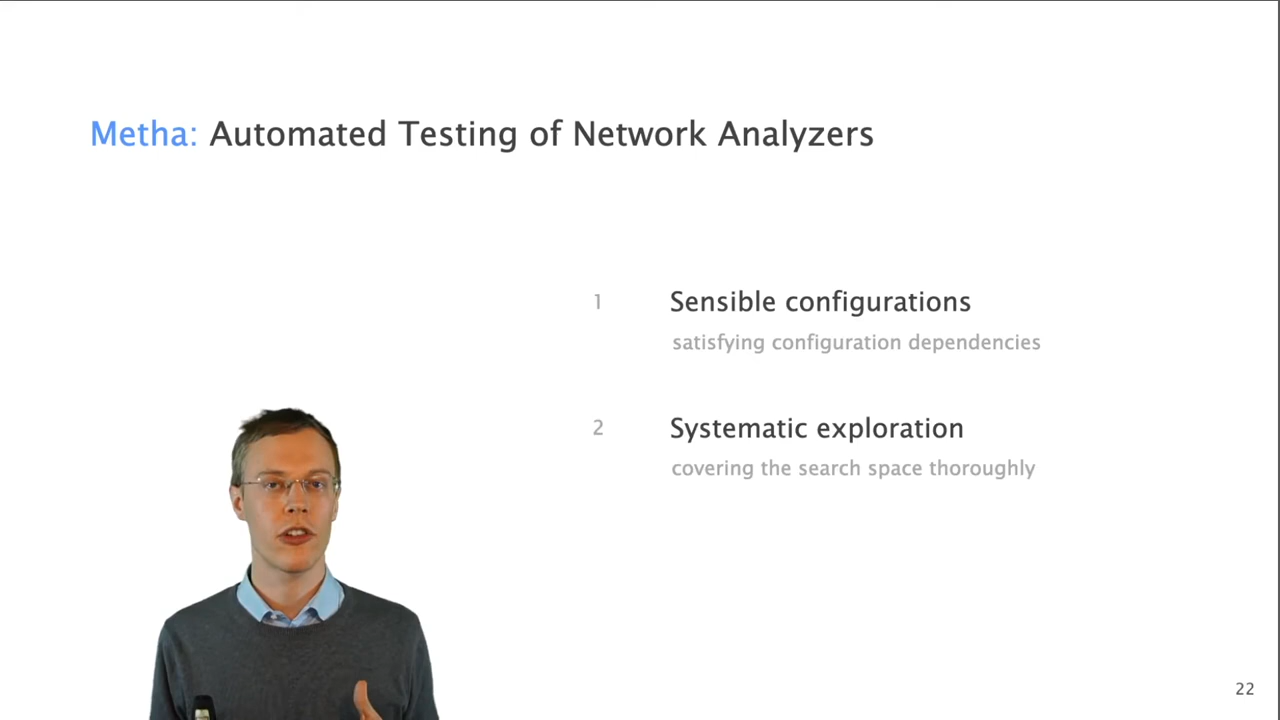 Metha: Automated Testing of Network Analyzers
1 Sensible configurations
satisfying configuration dependencies
2 Systematic exploration
covering the search space thoroughly
22